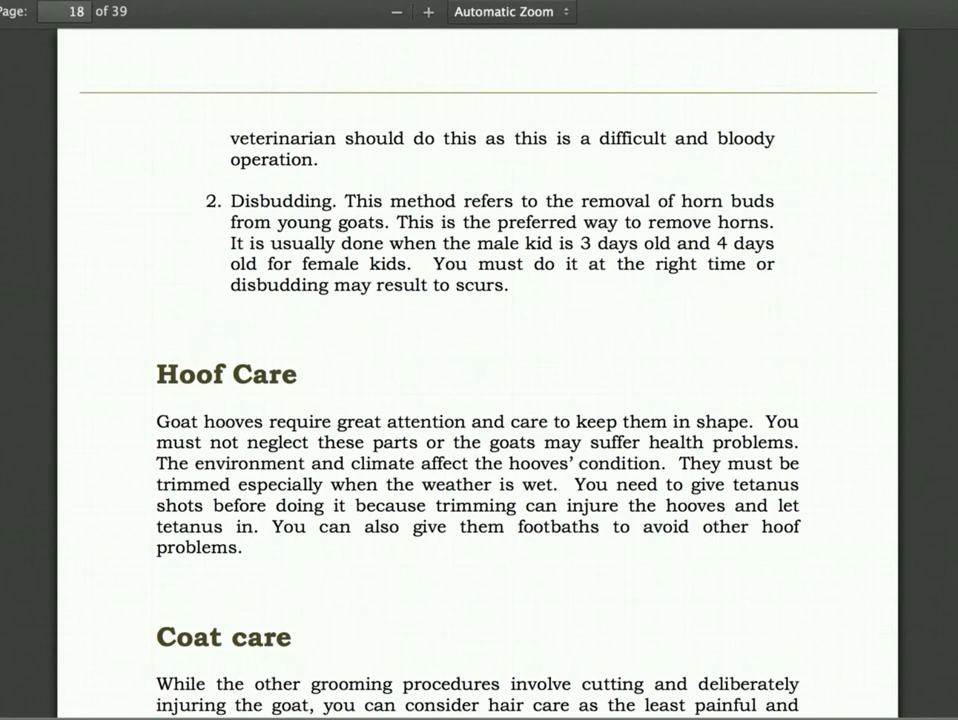 Page: 18 of 39
Automatic Zoom
veterinarian should do this as this is a difficult and bloody
operation.
2. Disbudding. This method refers to the removal of horn buds
from young goats. This is the preferred way to remove horns.
It is usually done when the male kid is 3 days old and 4 days
old for female kids. You must do it at the right time or
disbudding may result to scurs.
Hoof Care
Goat hooves require great attention and care to keep them in shape. You
must not neglect these parts or the goats may suffer health problems.
The environment and climate affect the hooves' condition. They must be
trimmed especially when the weather is wet. You need to give tetanus
shots before doing it because trimming can injure the hooves and let
tetanus in. You can also give them footbaths to avoid other hoof
problems.
Coat care
While the other grooming procedures involve cutting and deliberately
injuring the goat, you can consider hair care as the least painful and